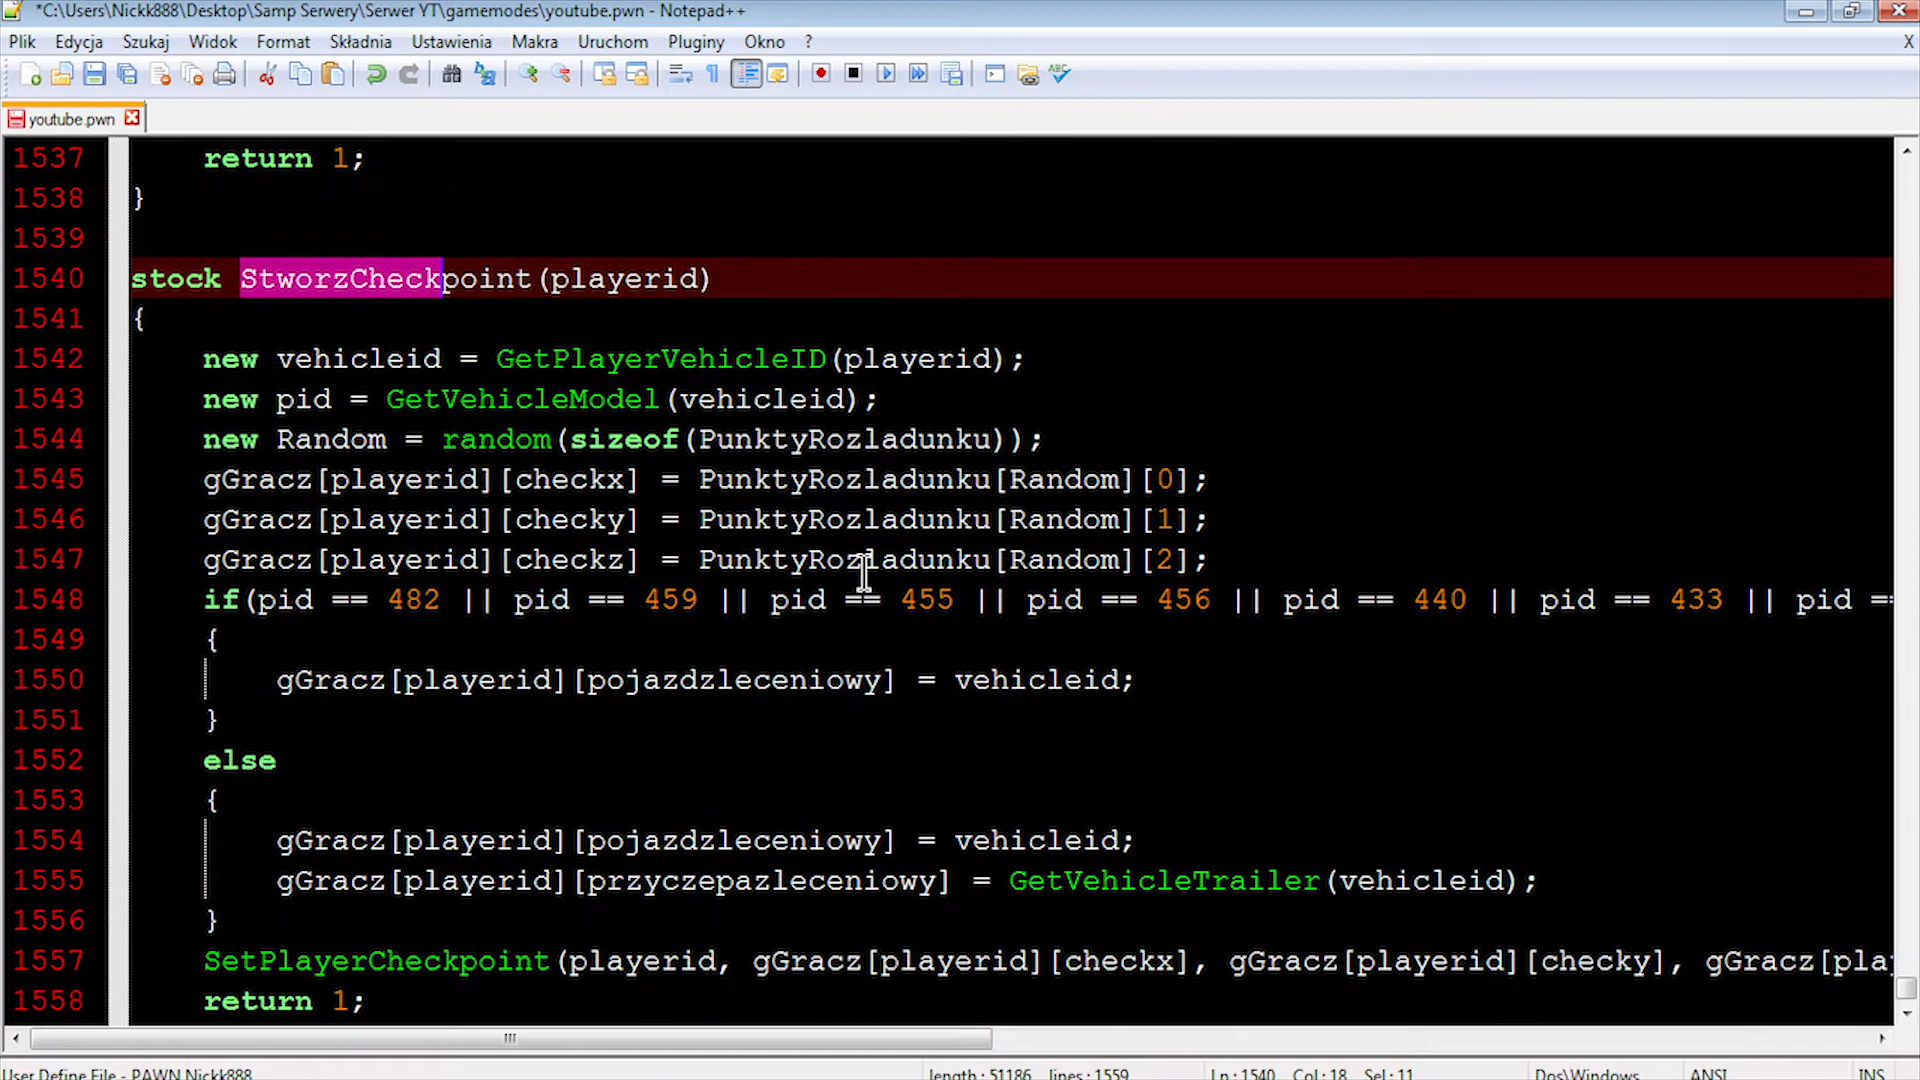 *C:\Users\Nickk888\Desktop\Samp Serwery\Serwer YT\gamemodes\youtube.pwn - Notepad++
Plik Edycja Szukaj Widok Format Składnia Ustawienia Makra Uruchom Pluginy Okno ? X
youtube.pwn
1537 return 1;
1538 }
1539
1540 stock StworzCheckpoint(playerid)
1541 {
1542 new vehicleid = GetPlayerVehicleID(playerid);
1543 new pid = GetVehicleModel(vehicleid);
1544 new Random = random(sizeof(PunktyRozladunku));
1545 gGracz[playerid][checkx] = PunktyRozladunku[Random][0];
1546 gGracz[playerid][checky] = PunktyRozladunku[Random][1];
1547 gGracz[playerid][checkz] = PunktyRozladunku[Random][2];
1548 if(pid == 482 || pid == 459 || pid == 455 || pid == 456 || pid == 440 || pid == 433 || pid ==
1549 {
1550 gGracz[playerid][pojazdzleceniowy] = vehicleid;
1551 }
1552 else
1553 {
1554 gGracz[playerid][pojazdzleceniowy] = vehicleid;
1555 gGracz[playerid][przyczepazleceniowy] = GetVehicleTrailer(vehicleid);
1556 }
1557 SetPlayerCheckpoint(playerid, gGracz[playerid][checkx], gGracz[playerid][checky], gGracz[pla
1558 return 1;
User Define File - PAWN Nickk888 length : 51186 lines : 1559 Ln : 1540 Col : 18 Sel : 11 Dos\Windows ANSI INS